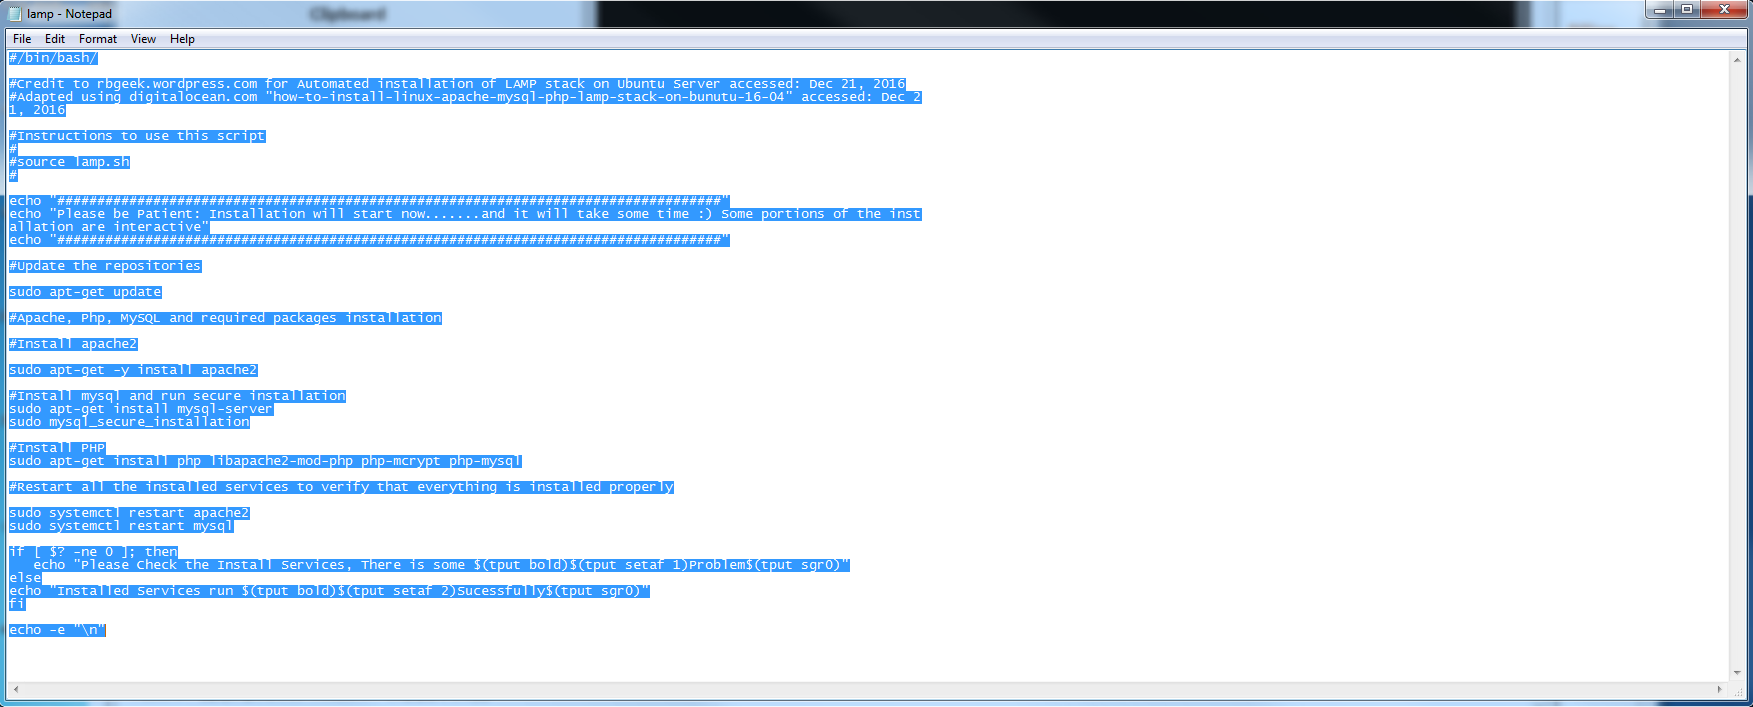 lamp - Notepad
Clipboard
File Edit Format View Help
#/bin/bash/
#Credit to rbgeek.wordpress.com for Automated installation of LAMP stack on Ubuntu Server accessed: Dec 21, 2016
#Adapted using digitalocean.com "how-to-install-linux-apache-mysql-php-lamp-stack-on-bunutu-16-04" accessed: Dec 2
1, 2016
#Instructions to use this script
#
#source lamp.sh
#
echo "###################################################################################"
echo "Please be Patient: Installation will start now.......and it will take some time :) Some portions of the inst
allation are interactive"
echo "###################################################################################"
#Update the repositories
sudo apt-get update
#Apache, Php, MySQL and required packages installation
#Install apache2
sudo apt-get -y install apache2
#Install mysql and run secure installation
sudo apt-get install mysql-server
sudo mysql_secure_installation
#Install PHP
sudo apt-get install php libapache2-mod-php php-mcrypt php-mysql
#Restart all the installed services to verify that everything is installed properly
sudo systemctl restart apache2
sudo systemctl restart mysql
if [ $? -ne 0 ]; then
   echo "Please Check the Install Services, There is some $(tput bold)$(tput setaf 1)Problem$(tput sgr0)"
else
echo "Installed Services run $(tput bold)$(tput setaf 2)Sucessfully$(tput sgr0)"
fi
echo -e "\n"